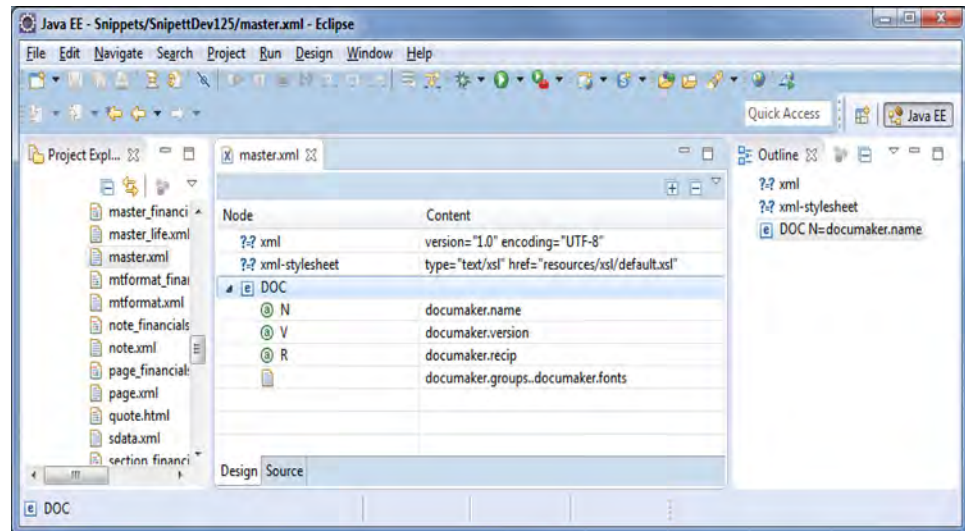 Java EE - Snippets/SnipettDev125/master.xml - Eclipse
File Edit Navigate Search Project Run Design Window Help
Quick Access Java EE
Project Expl...
master_financi
master_life.xml
master.xml
mtformat_finar
mtformat.xml
note_financials
note.xml
page_financials
page.xml
quote.html
sdata.xml
section_financi
master.xml
Node Content
?=? xml version="1.0" encoding="UTF-8"
?=? xml-stylesheet type="text/xsl" href="resources/xsl/default.xsl"
e DOC
a N documaker.name
a V documaker.version
a R documaker.recip
documaker.groups..documaker.fonts
Design Source
Outline
?=? xml
?=? xml-stylesheet
e DOC N=documaker.name
e DOC